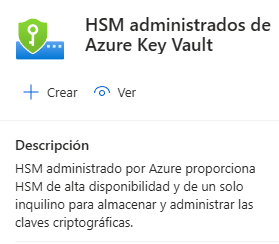 HSM administrados de
Azure Key Vault
Crear
Ver
Descripción
HSM administrado por Azure proporciona
HSM de alta disponibilidad y de un solo
inquilino para almacenar y administrar las
claves criptográficas.